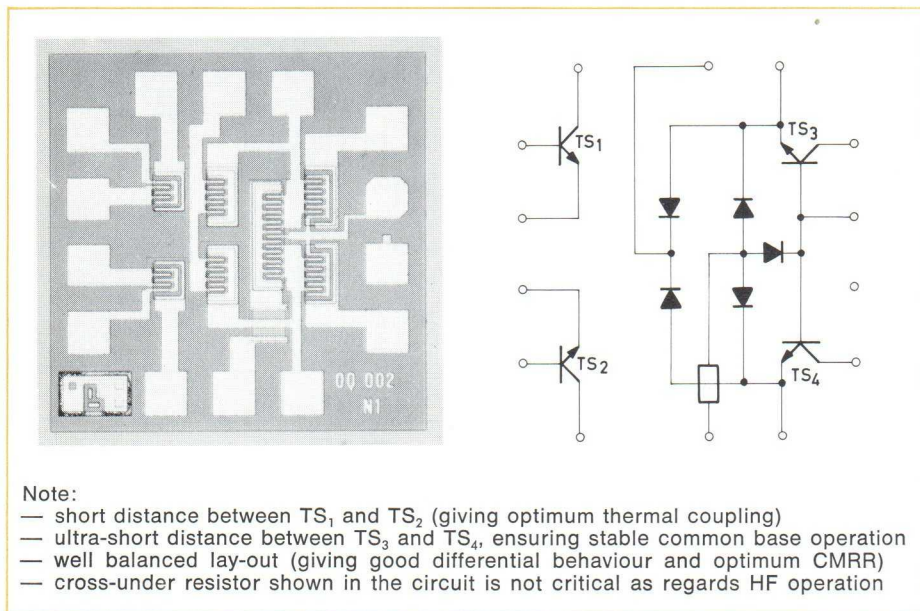 OQ 002
N1
TS₁
TS₂
TS₃
TS₄
Note:
— short distance between TS₁ and TS₂ (giving optimum thermal coupling)
— ultra-short distance between TS₃ and TS₄, ensuring stable common base operation
— well balanced lay-out (giving good differential behaviour and optimum CMRR)
— cross-under resistor shown in the circuit is not critical as regards HF operation